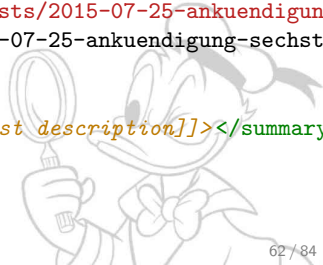 sts/2015-07-25-ankuendigun
-07-25-ankuendigung-sechst
st description]]></summary
62 / 84